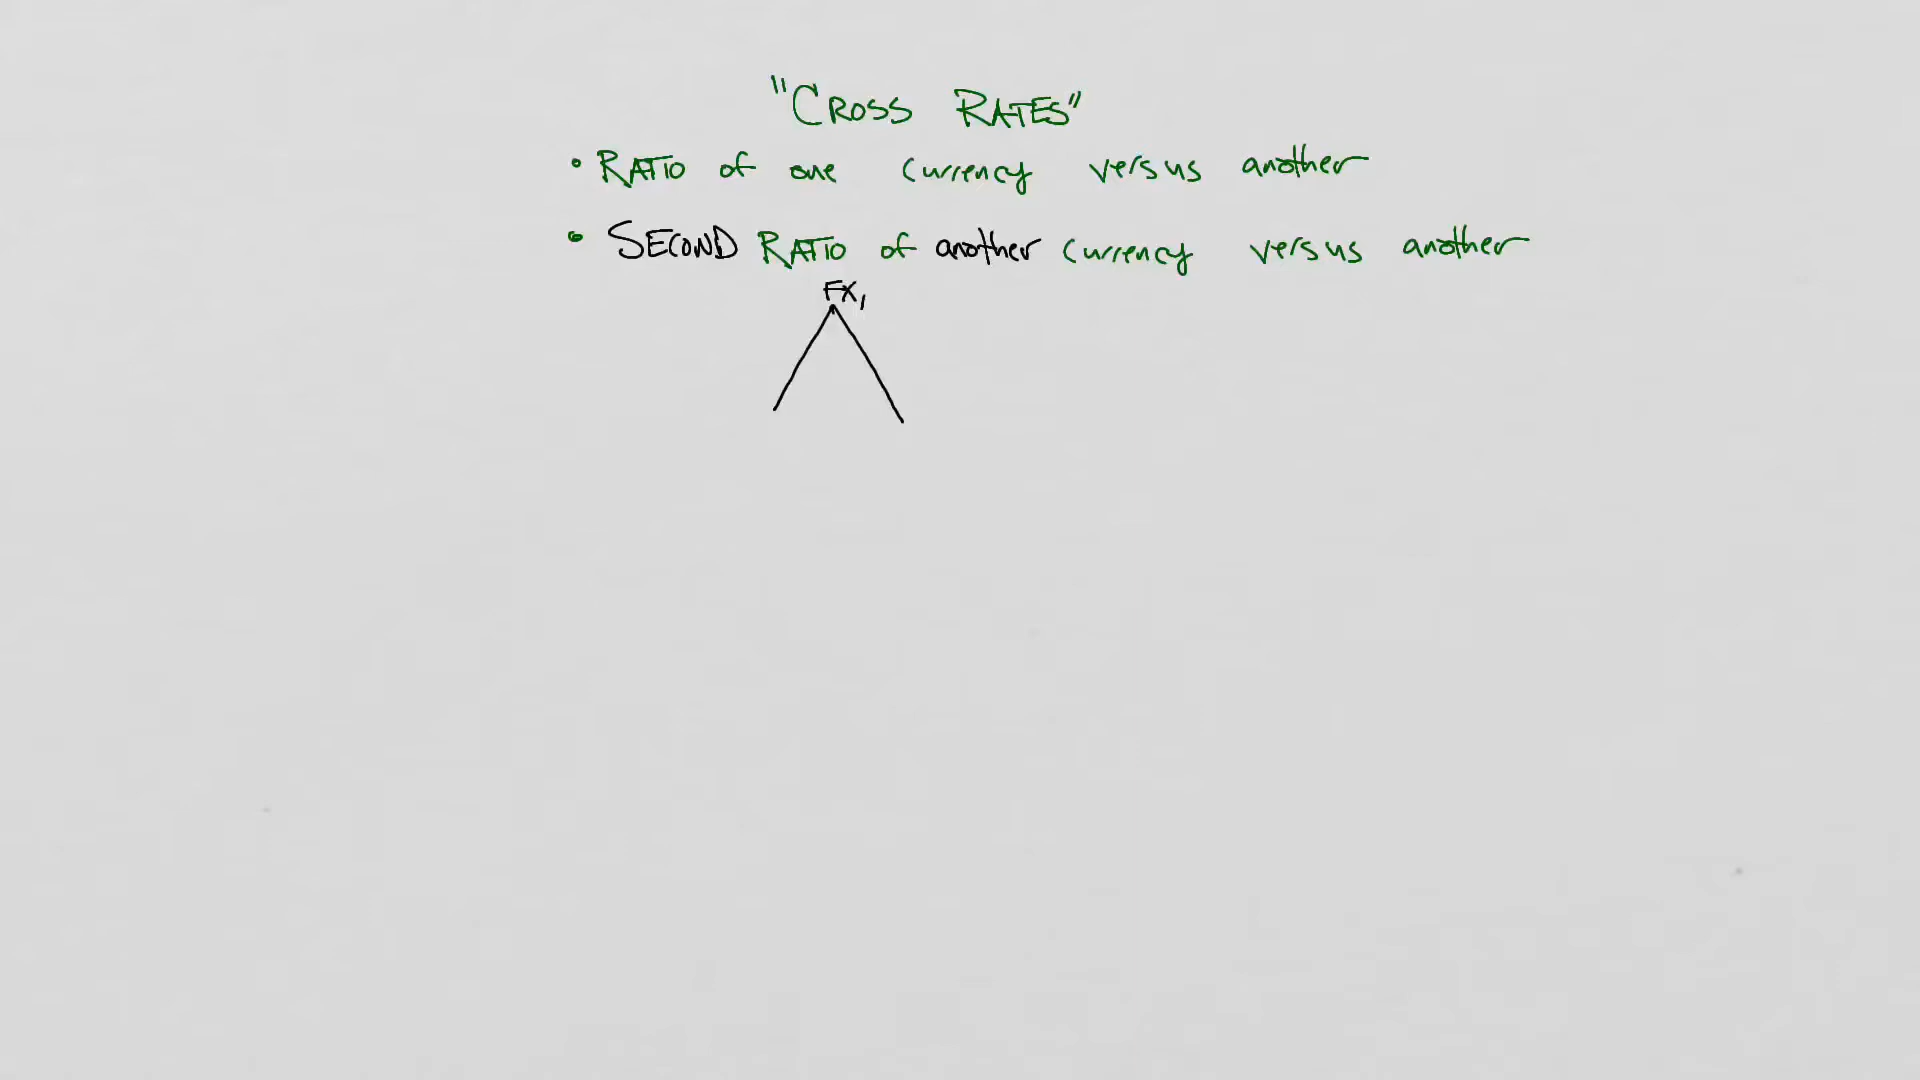 "CROSS RATES"
• RATIO of one currency versus another
• SECOND RATIO of another currency versus another
FX₁